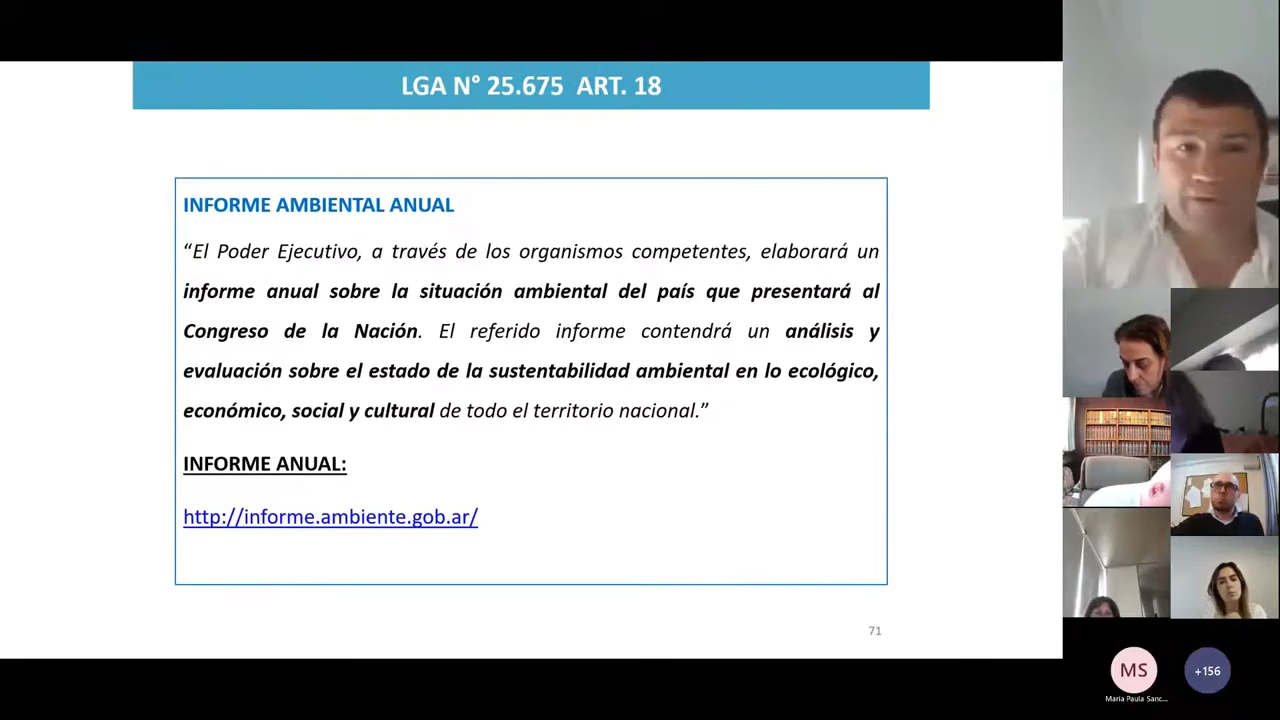 LGA N° 25.675 ART. 18
INFORME AMBIENTAL ANUAL
“El Poder Ejecutivo, a través de los organismos competentes, elaborará un
informe anual sobre la situación ambiental del país que presentará al
Congreso de la Nación. El referido informe contendrá un análisis y
evaluación sobre el estado de la sustentabilidad ambiental en lo ecológico,
económico, social y cultural de todo el territorio nacional.”
INFORME ANUAL:
http://informe.ambiente.gob.ar/
71
MS
+156
Maria Paula Sanc...